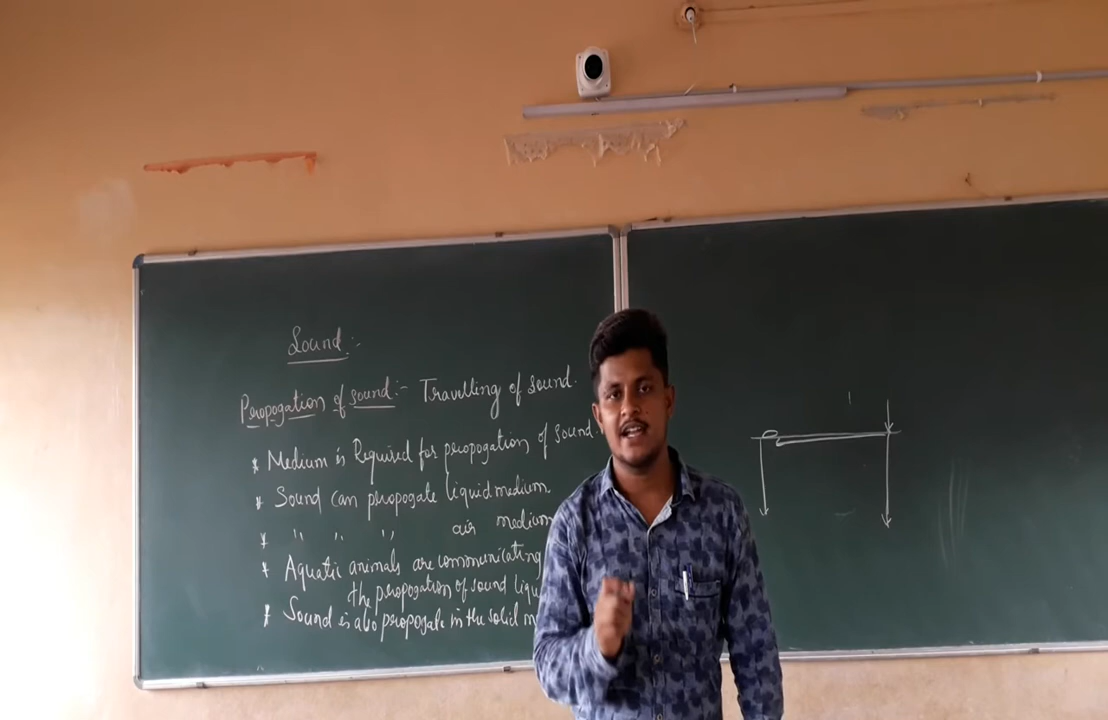 Sound :-
Propogation of sound :- Travelling of sound.
* Medium is Required for propogation of sound.
* Sound can propogate liquid medium.
* " " " air medium
* Aquatic animals are communicating
the propogation of sound liqu
* Sound is also propogate in the solid m